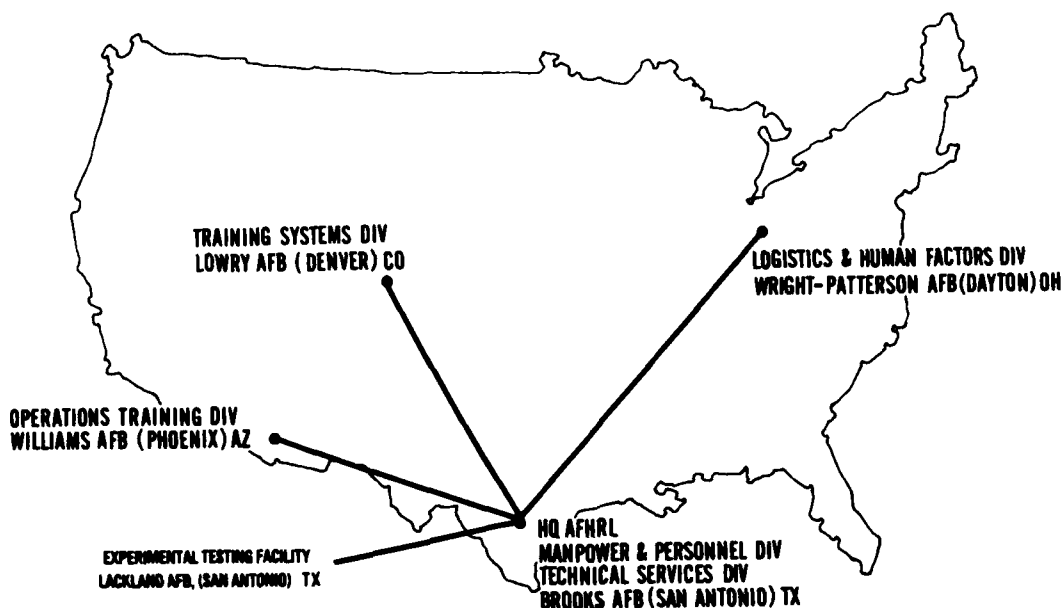 TRAINING SYSTEMS DIV
LOWRY AFB (DENVER) CO
LOGISTICS & HUMAN FACTORS DIV
WRIGHT-PATTERSON AFB (DAYTON) OH
OPERATIONS TRAINING DIV
WILLIAMS AFB (PHOENIX) AZ
HQ AFHRL
MANPOWER & PERSONNEL DIV
TECHNICAL SERVICES DIV
BROOKS AFB (SAN ANTONIO) TX
EXPERIMENTAL TESTING FACILITY
LACKLAND AFB, (SAN ANTONIO) TX